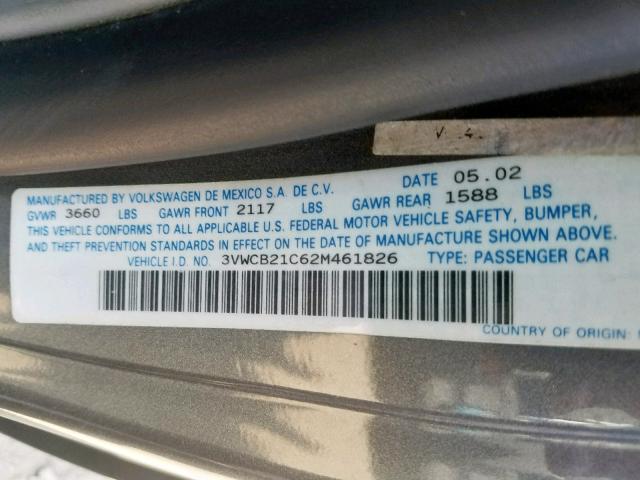 V 4
DATE 05.02
MANUFACTURED BY VOLKSWAGEN DE MEXICO S.A. DE C.V.
GVWR 3660 LBS GAWR FRONT 2117 LBS GAWR REAR 1588 LBS
THIS VEHICLE CONFORMS TO ALL APPLICABLE U.S. FEDERAL MOTOR VEHICLE SAFETY, BUMPER,
AND THEFT PREVENTION STANDARDS IN EFFECT ON THE DATE OF MANUFACTURE SHOWN ABOVE.
VEHICLE I.D. NO. 3VWCB21C62M461826 TYPE: PASSENGER CAR
COUNTRY OF ORIGIN: